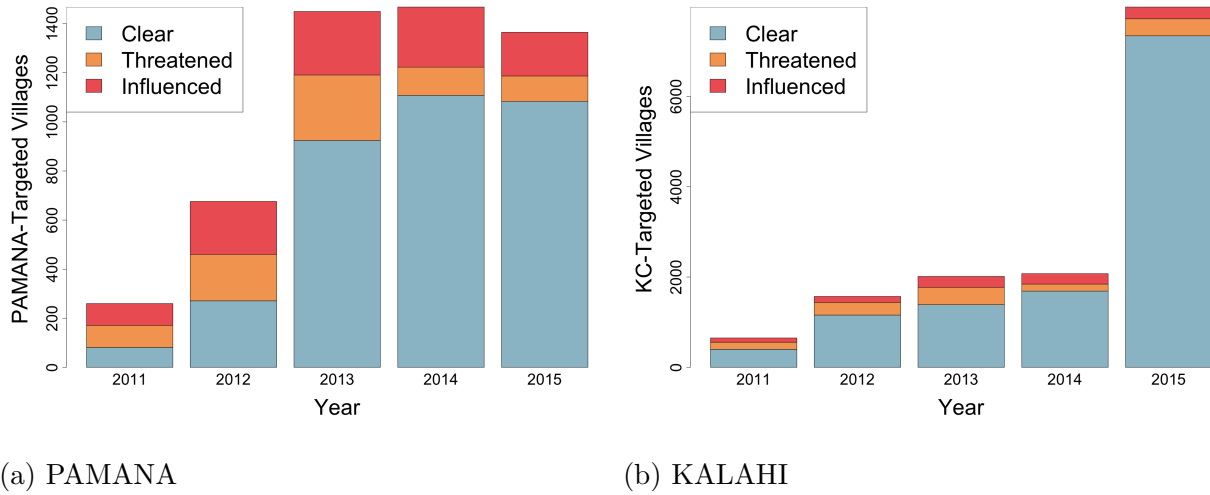 PAMANA-Targeted Villages
0
200
400
600
800
1000
1200
1400
Clear
Threatened
Influenced
2011
2012
2013
2014
2015
Year
KC-Targeted Villages
0
2000
4000
6000
Clear
Threatened
Influenced
2011
2012
2013
2014
2015
Year
(a) PAMANA
(b) KALAHI